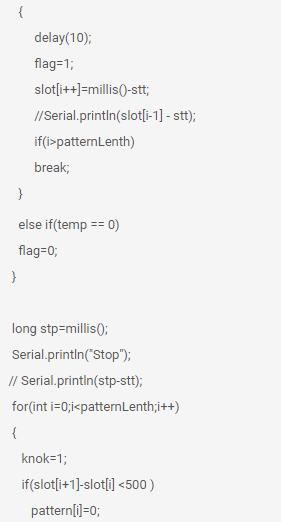 {
delay(10);
flag=1;
slot[i++]=millis()-stt;
//Serial.println(slot[i-1] - stt);
if(i>patternLenth)
break;
}
else if(temp == 0)
flag=0;
}
long stp=millis();
Serial.println("Stop");
// Serial.println(stp-stt);
for(int i=0;i<patternLenth;i++)
{
knok=1;
if(slot[i+1]-slot[i] <500 )
pattern[i]=0;